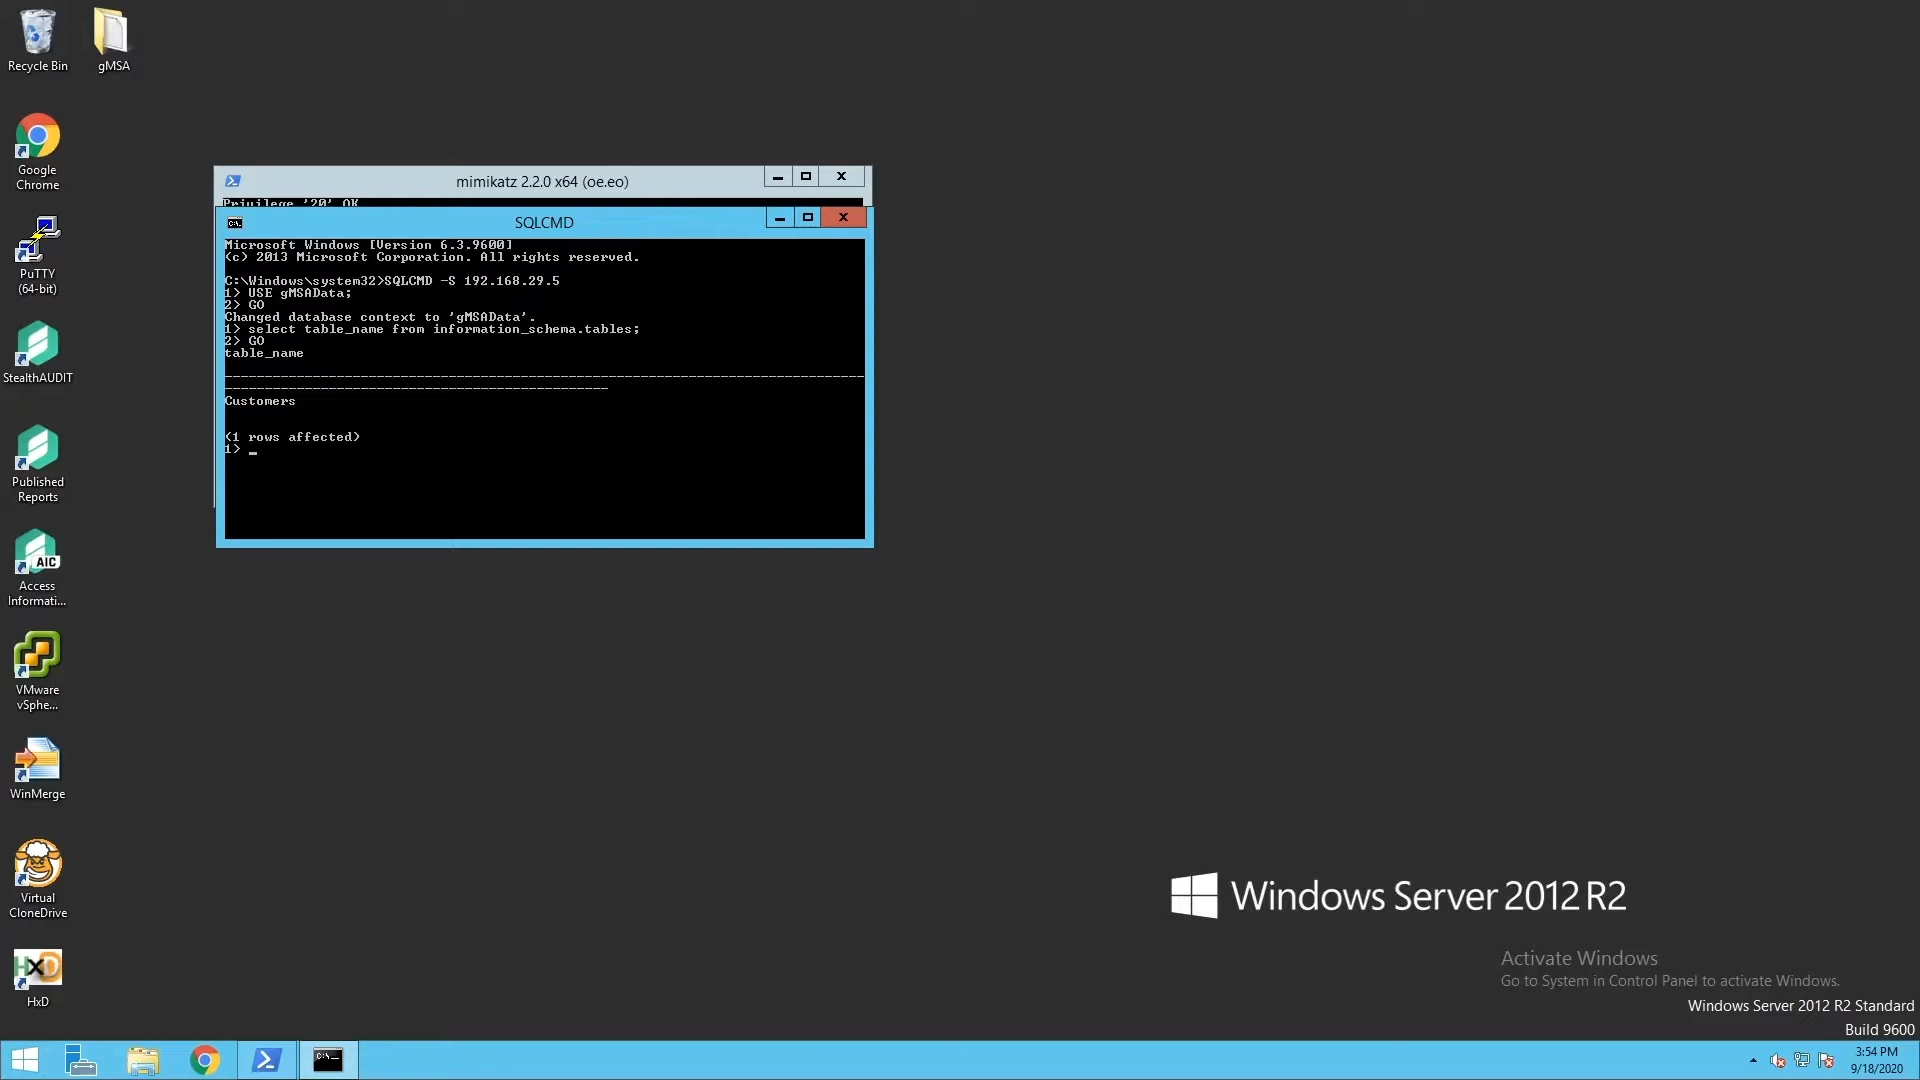 Recycle Bin
gMSA
Google
Chrome
PuTTY
(64-bit)
StealthAUDIT
Published
Reports
AIC
Access
Informati...
VMware
vSphe...
WinMerge
Virtual
CloneDrive
HxD
HxD
mimikatz 2.2.0 x64 (oe.eo)
Privilege '20' OK
SQLCMD
Microsoft Windows [Version 6.3.9600]
(c) 2013 Microsoft Corporation. All rights reserved.
C:\Windows\system32>SQLCMD -S 192.168.29.5
1> USE gMSAData;
2> GO
Changed database context to 'gMSAData'.
1> select table_name from information_schema.tables;
2> GO
table_name
--------------------------------------------------------------------------------
------------------------------------------------
Customers
(1 rows affected)
1> _
Windows Server 2012 R2
Activate Windows
Go to System in Control Panel to activate Windows.
Windows Server 2012 R2 Standard
Build 9600
3:54 PM
9/18/2020